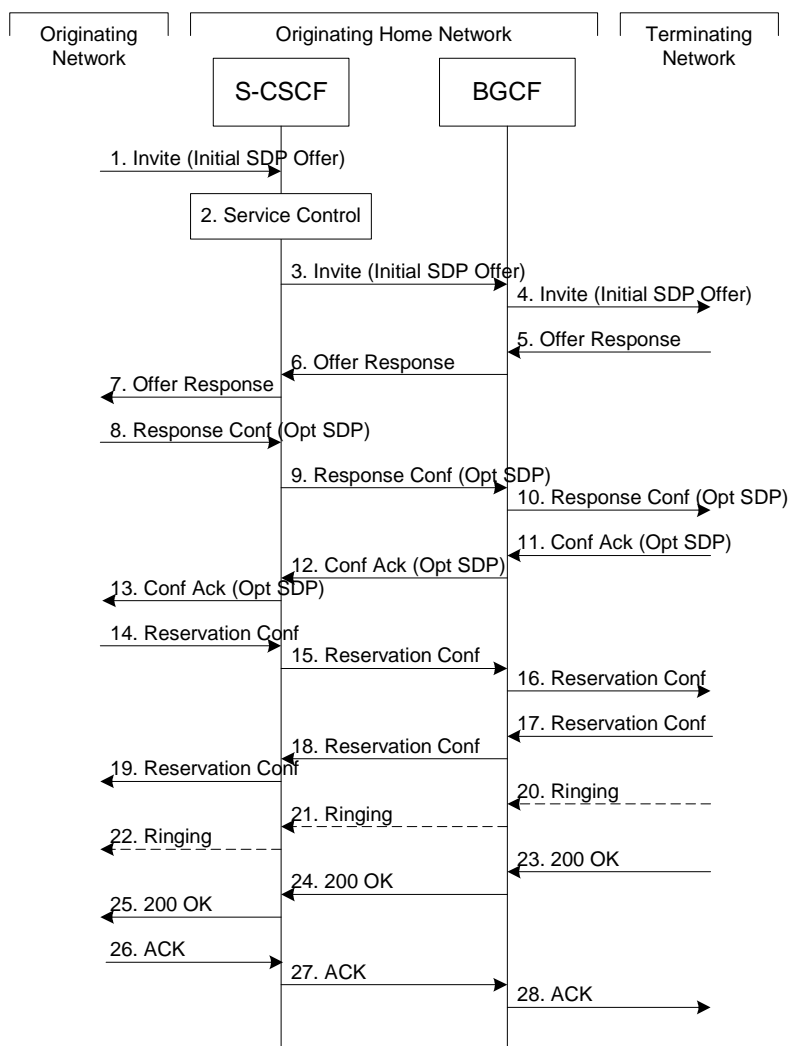 Originating
Network
Originating Home Network
Terminating
Network
S-CSCF
BGCF
1. Invite (Initial SDP Offer)
2. Service Control
3. Invite (Initial SDP Offer)
4. Invite (Initial SDP Offer)
5. Offer Response
6. Offer Response
7. Offer Response
8. Response Conf (Opt SDP)
9. Response Conf (Opt SDP)
10. Response Conf (Opt SDP)
11. Conf Ack (Opt SDP)
12. Conf Ack (Opt SDP)
13. Conf Ack (Opt SDP)
14. Reservation Conf
15. Reservation Conf
16. Reservation Conf
17. Reservation Conf
18. Reservation Conf
19. Reservation Conf
20. Ringing
21. Ringing
22. Ringing
23. 200 OK
24. 200 OK
25. 200 OK
26. ACK
27. ACK
28. ACK